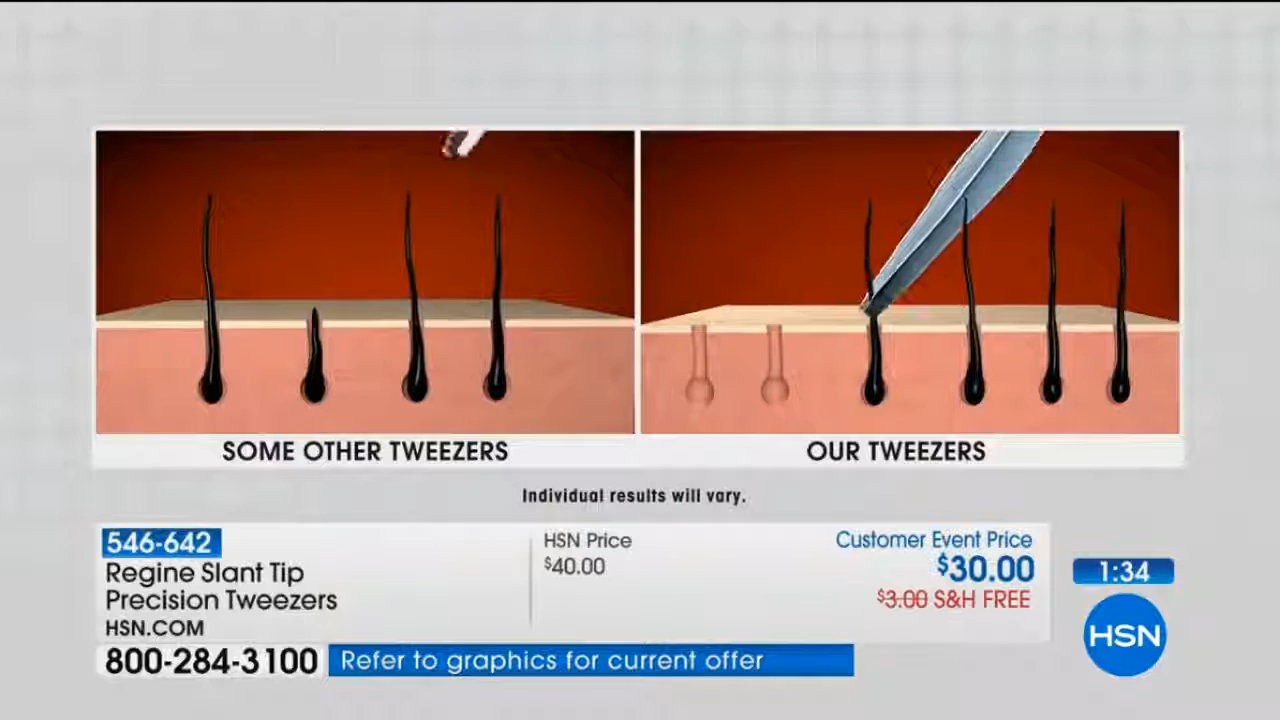 SOME OTHER TWEEZERS
OUR TWEEZERS
Individual results will vary.
546-642
Regine Slant Tip
Precision Tweezers
HSN.COM
HSN Price
$40.00
Customer Event Price
$30.00
$3.00 S&H FREE
1:34
HSN
800-284-3100
Refer to graphics for current offer